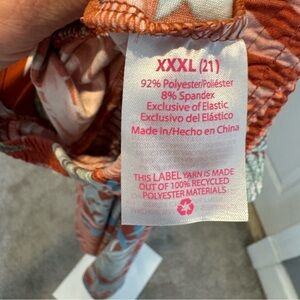 XXXL (21)
92% Polyester/Poliéster
8% Spandex
Exclusive of Elastic
Exclusivo del Elástico
Made in/Hecho en China
THIS LABEL YARN IS MADE
OUT OF 100% RECYCLED
POLYESTER MATERIALS